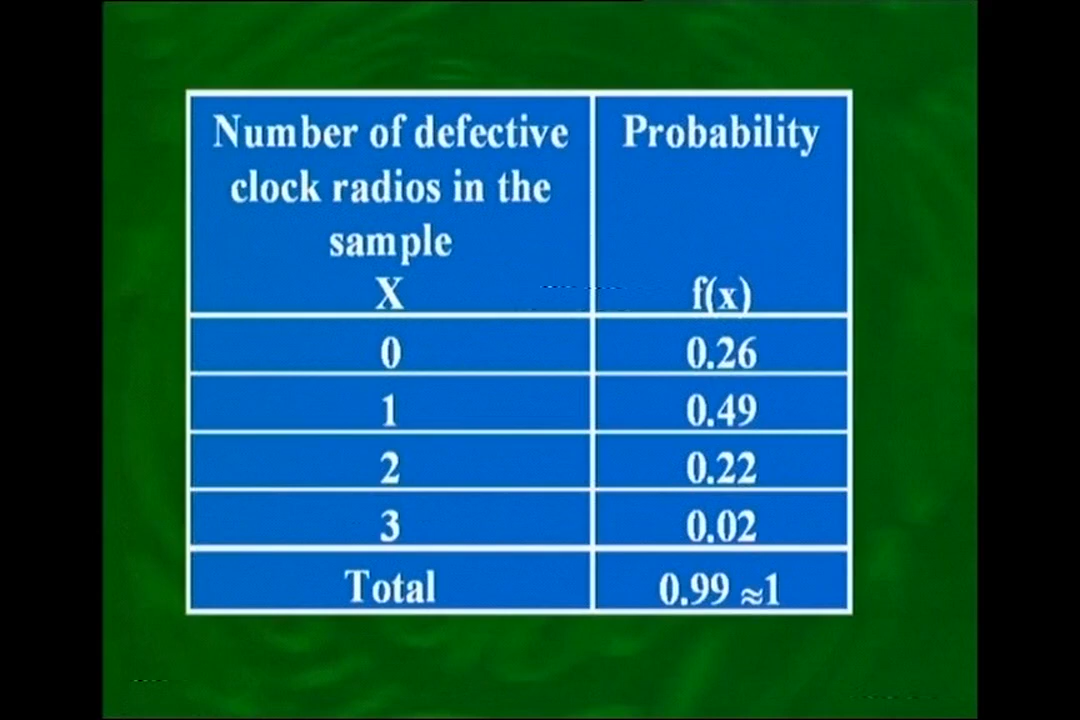 Number of defective
clock radios in the
sample
X
Probability
f(x)
0 0.26
1 0.49
2 0.22
3 0.02
Total 0.99 ≈1